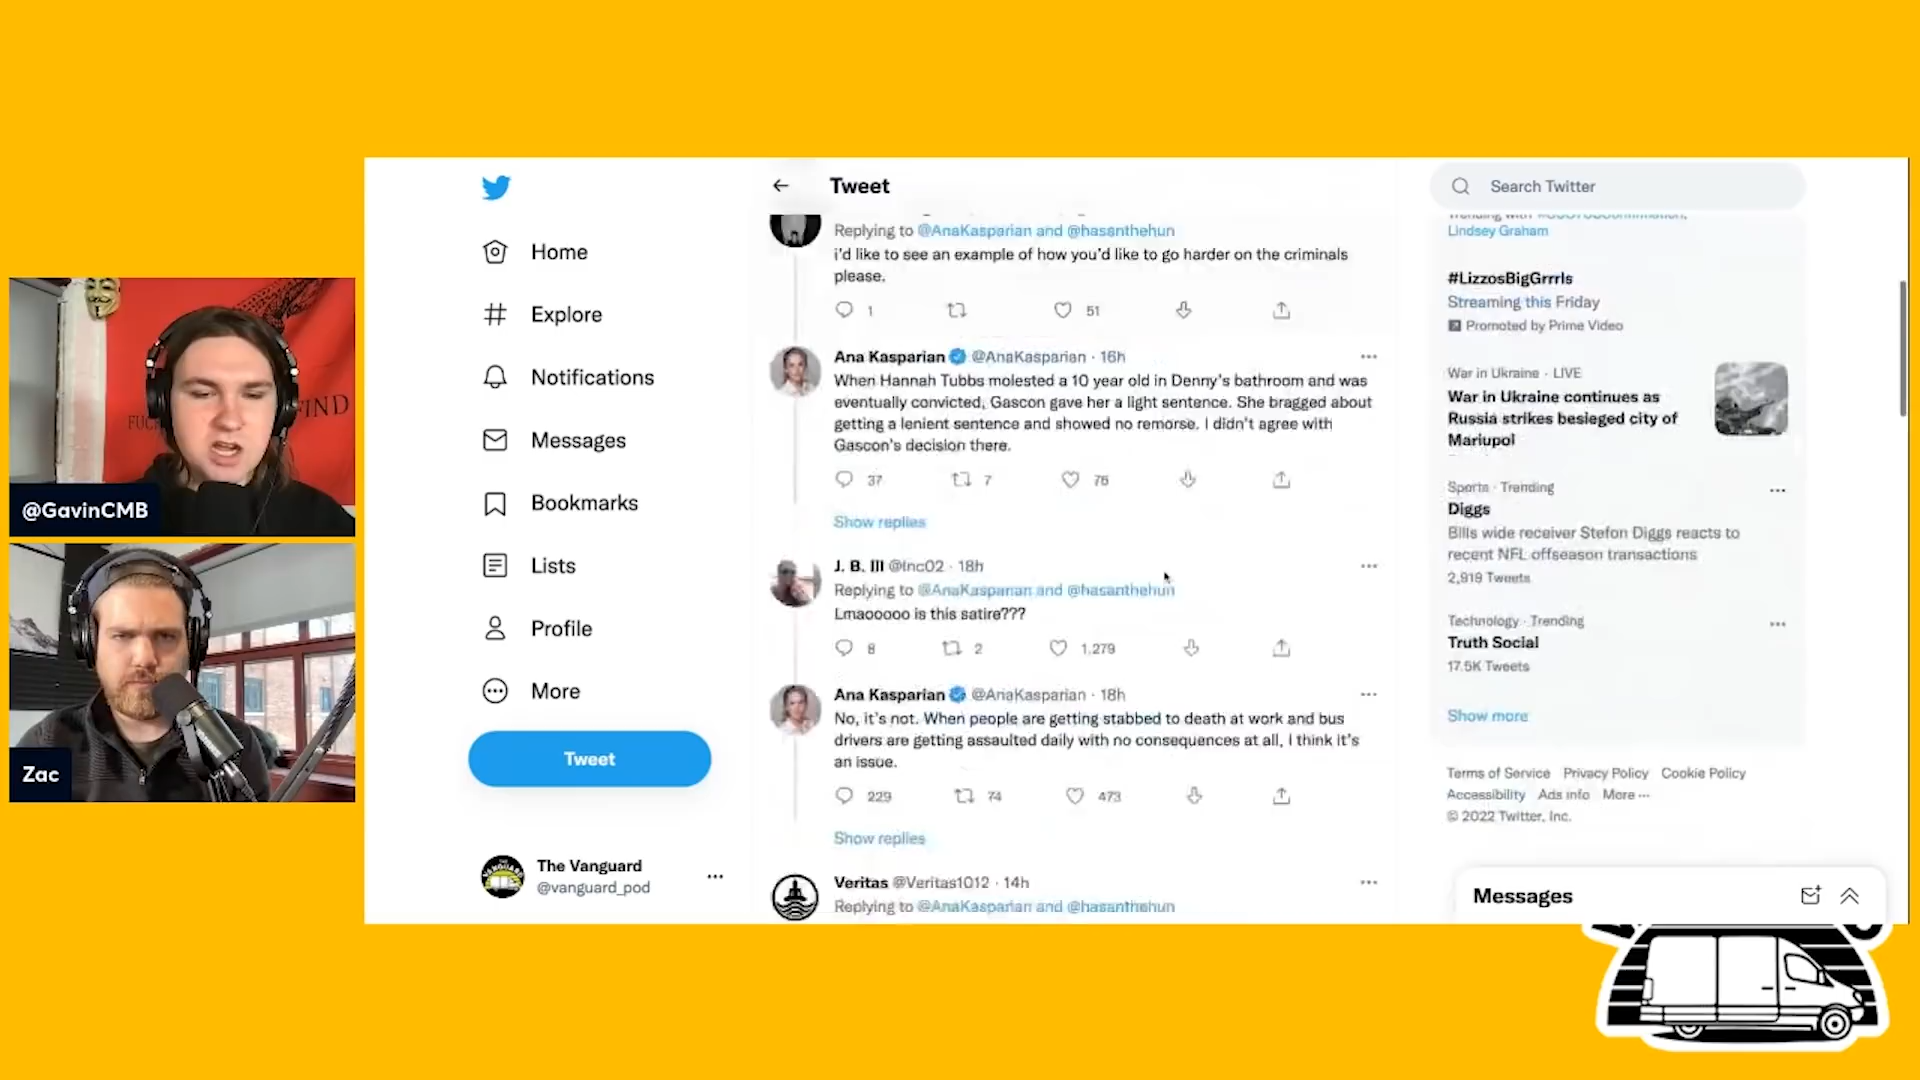 Tweet
Search Twitter
Replying to @AnaKasparian and @hasanthehun
i'd like to see an example of how you'd like to go harder on the criminals
please.
1
51
Ana Kasparian @AnaKasparian · 16h
When Hannah Tubbs molested a 10 year old in Denny's bathroom and was
eventually convicted, Gascon gave her a light sentence. She bragged about
getting a lenient sentence and showed no remorse. I didn't agree with
Gascon's decision there.
37
7
76
Show replies
J. B. III @Inc02 · 18h
Replying to @AnaKasparian and @hasanthehun
Lmaooooo is this satire???
8
2
1,279
Ana Kasparian @AnaKasparian · 18h
No, it's not. When people are getting stabbed to death at work and bus
drivers are getting assaulted daily with no consequences at all, I think it's
an issue.
229
74
473
Show replies
Veritas @Veritas1012 · 14h
Replying to @AnaKasparian and @hasanthehun
Home
Explore
Notifications
Messages
Bookmarks
Lists
Profile
More
Tweet
The Vanguard
@vanguard_pod
Trending with
Lindsey Graham
#LizzosBigGrrrls
Streaming this Friday
Promoted by Prime Video
War in Ukraine · LIVE
War in Ukraine continues as
Russia strikes besieged city of
Mariupol
Sports · Trending
Diggs
Bills wide receiver Stefon Diggs reacts to
recent NFL offseason transactions
2,919 Tweets
Technology · Trending
Truth Social
17.5K Tweets
Show more
Terms of Service Privacy Policy Cookie Policy
Accessibility Ads info More ···
© 2022 Twitter, Inc.
Messages
@GavinCMB
Zac
FIND